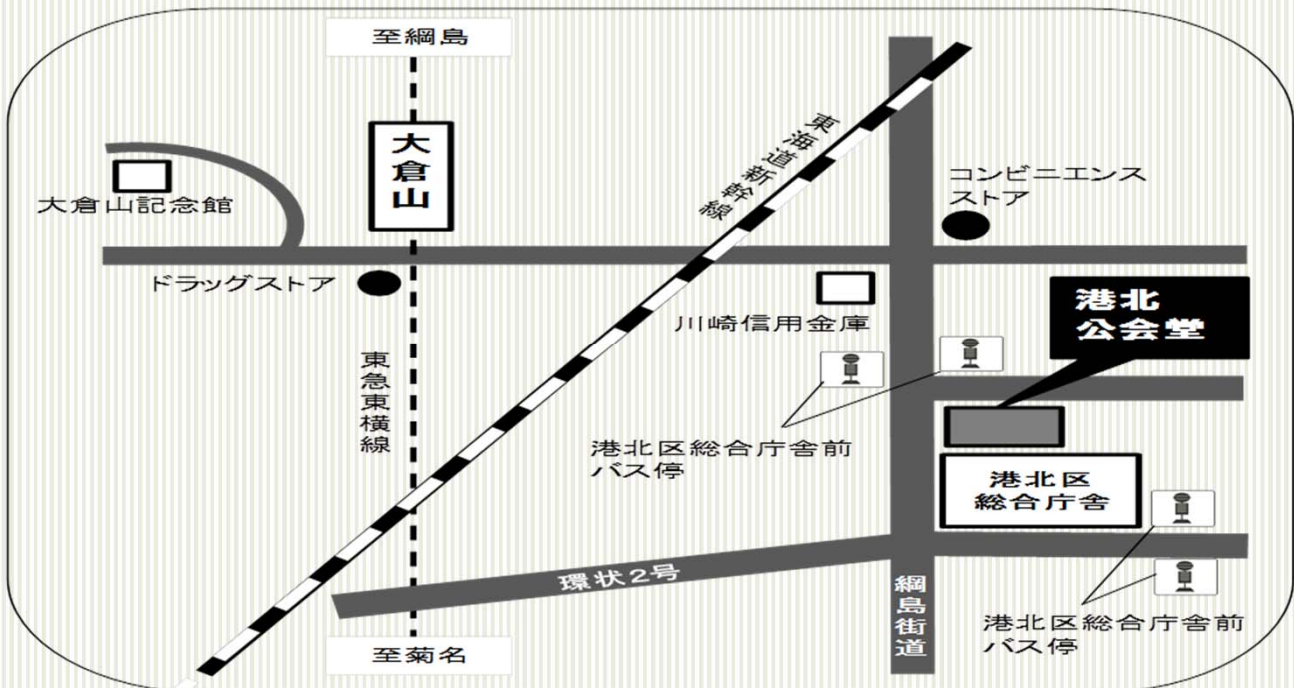 至綱島
大倉山
東海道新幹線
コンビニエンス
ストア
大倉山記念館
ドラッグストア
港北
公会堂
川崎信用金庫
東急東横線
港北区総合庁舎前
バス停
港北区
総合庁舎
環状2号
綱島街道
港北区総合庁舎前
バス停
至菊名